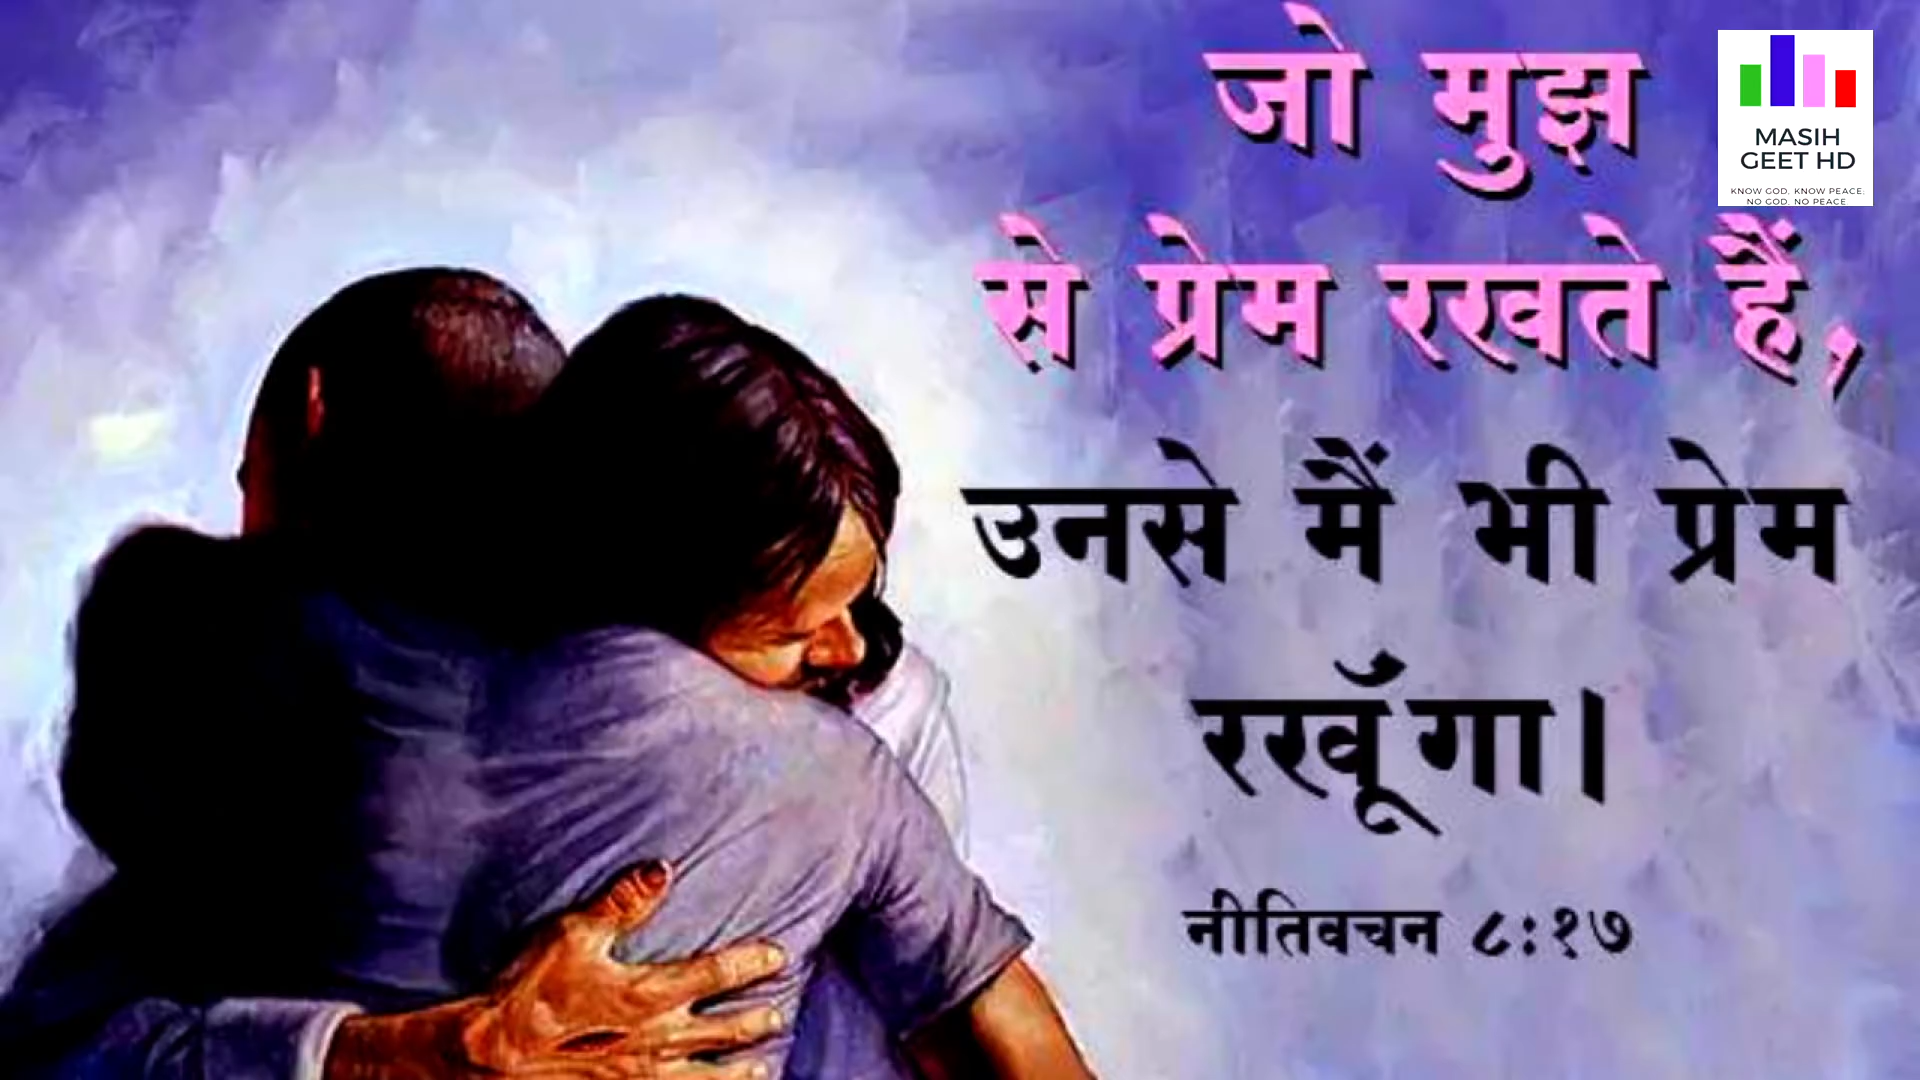 जो मुझ
से प्रेम रखते हैं,
उनसे मैं भी प्रेम
रखूँगा।
नीतिवचन ८:१७
MASIH
GEET HD
KNOW GOD. KNOW PEACE.
NO GOD. NO PEACE